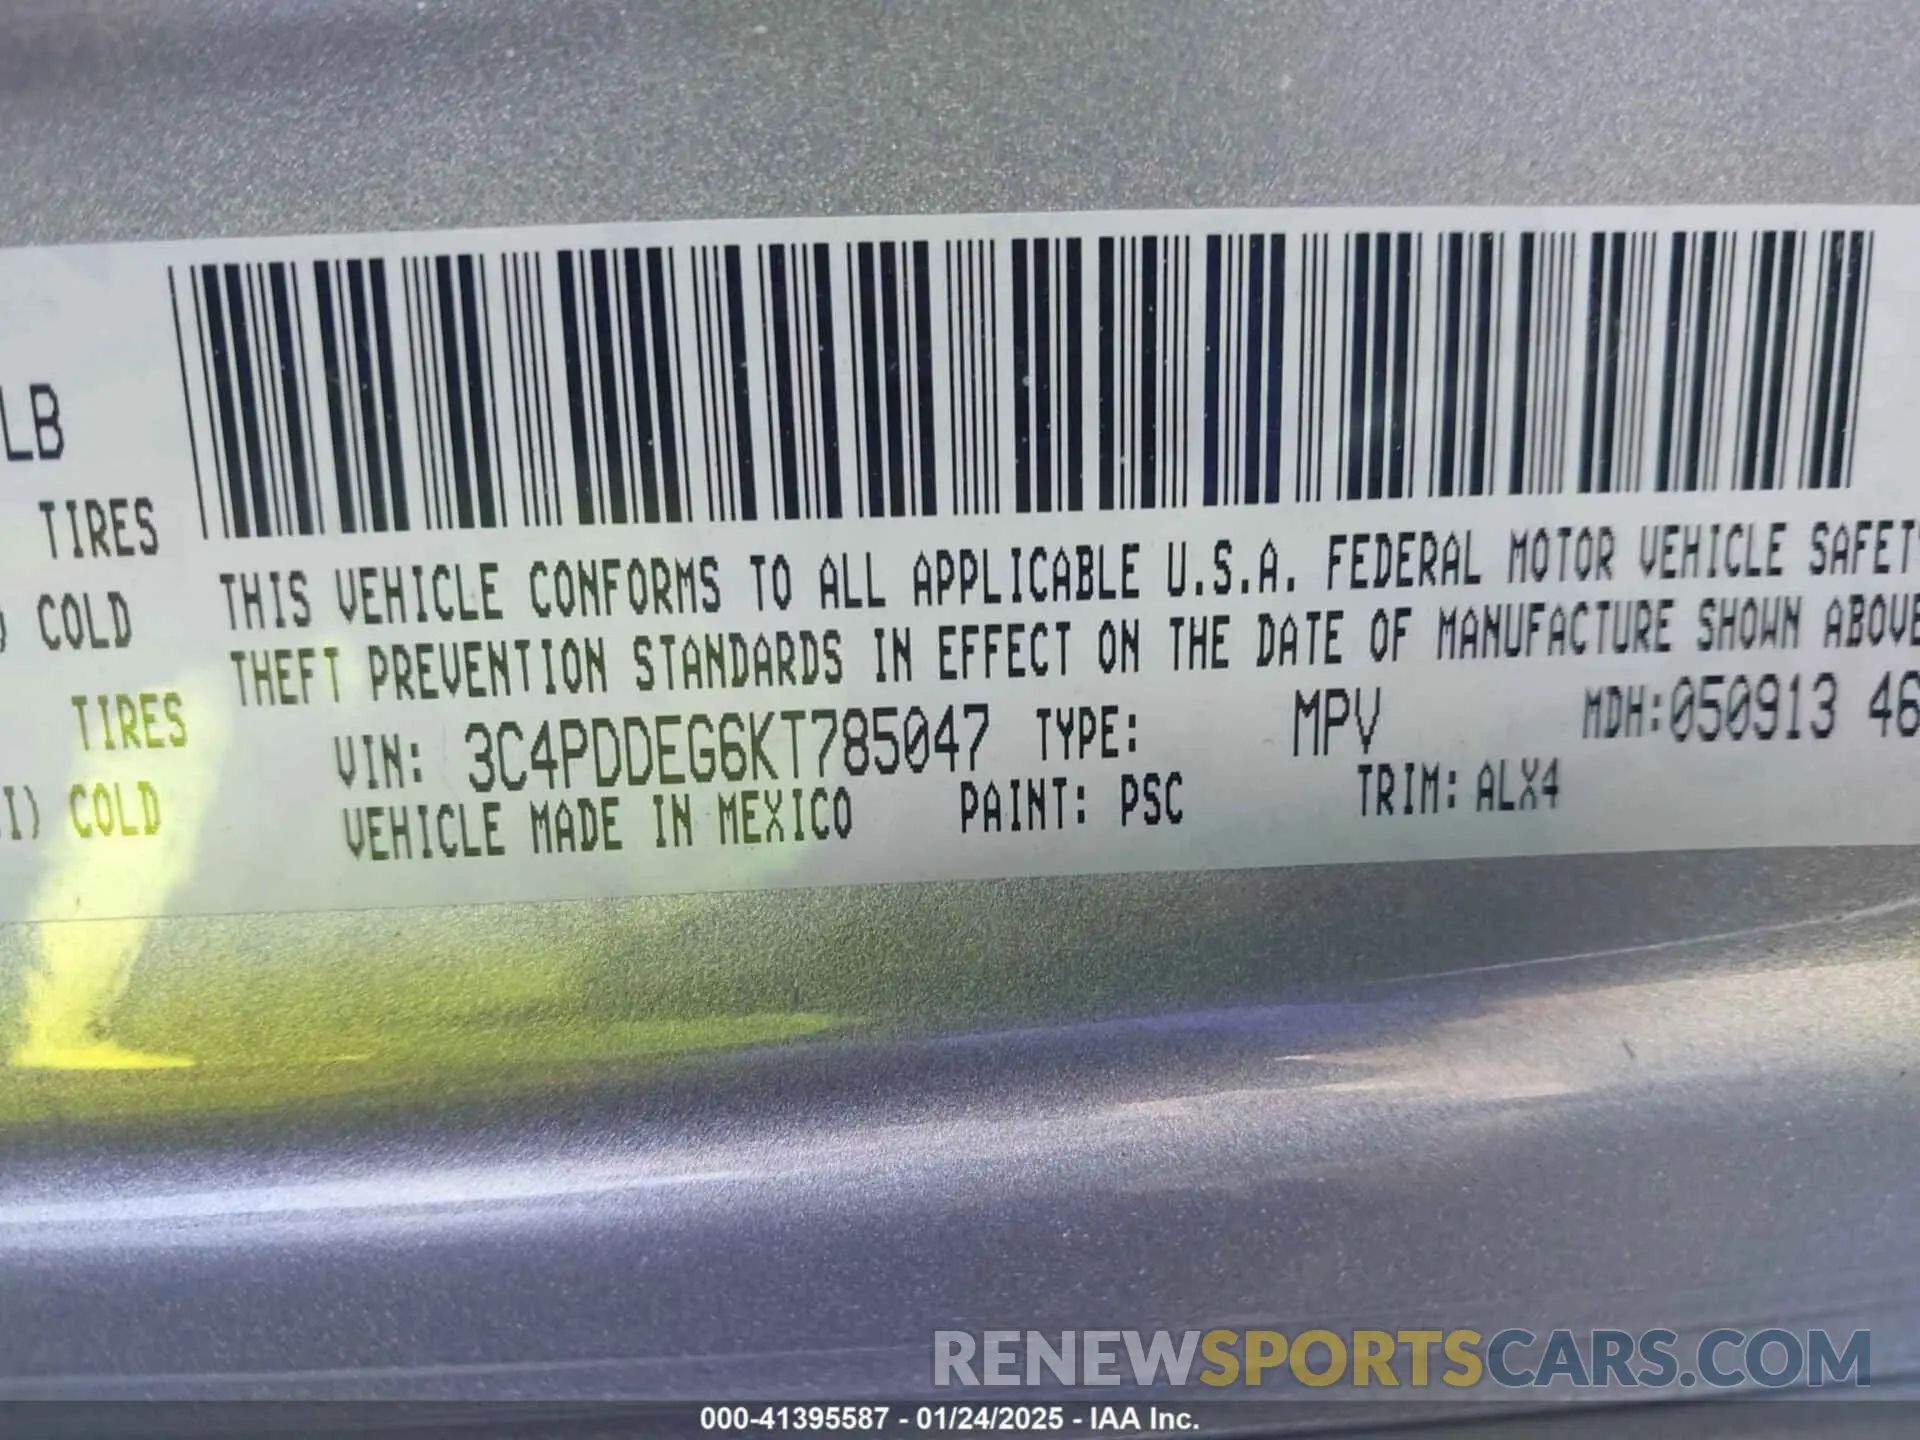 LB
TIRES
COLD
TIRES
I) COLD
THIS VEHICLE CONFORMS TO ALL APPLICABLE U.S.A. FEDERAL MOTOR VEHICLE SAFETY
THEFT PREVENTION STANDARDS IN EFFECT ON THE DATE OF MANUFACTURE SHOWN ABOVE
VIN: 3C4PDDEG6KT785047 TYPE: MPV MDH:050913 46
VEHICLE MADE IN MEXICO PAINT: PSC TRIM: ALX4
RENEWSPORTSCARS.COM
000-41395587 - 01/24/2025 - IAA Inc.